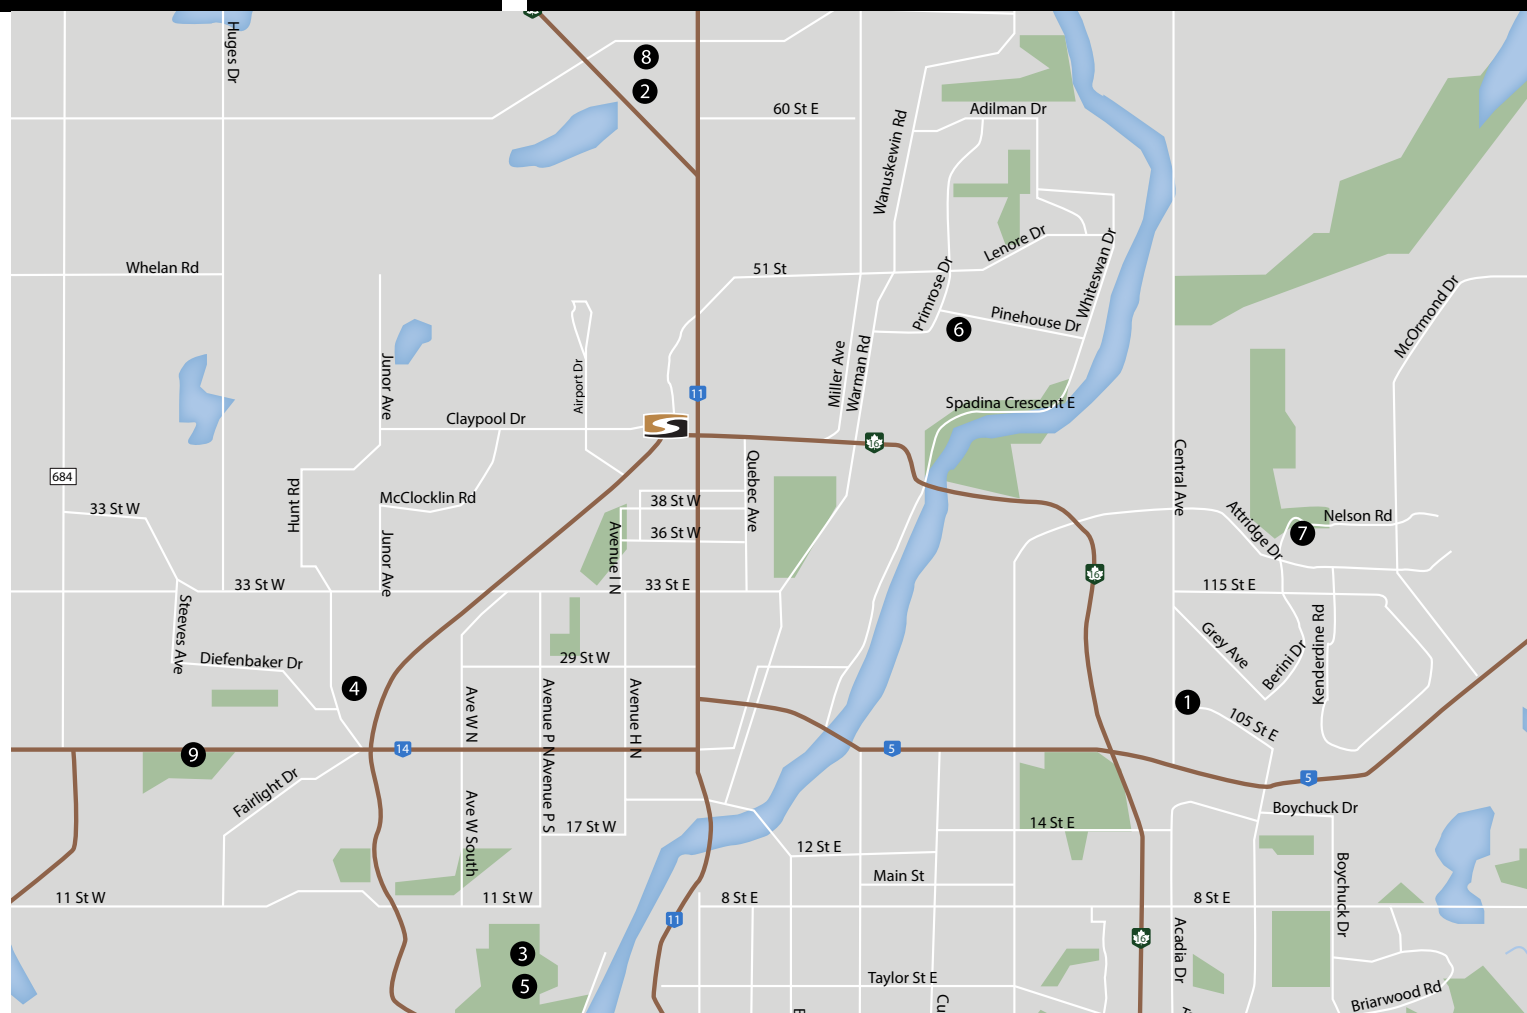 Huges Dr
8
2
60 St E
Adilman Dr
Wanuskewin Rd
Whelan Rd
51 St
Lenore Dr
Primrose Dr
Whiteswan Dr
Pinehouse Dr
6
McOrmond Dr
Junor Ave
Airport Dr
Miller Ave
Warman Rd
11
Spadina Crescent E
Claypool Dr
S
16
684
Quebec Ave
Central Ave
33 St W
Hunt Rd
McClocklin Rd
38 St W
36 St W
Attridge Dr
Nelson Rd
7
Junor Ave
Avenue I N
16
33 St W
33 St E
115 St E
Steeves Ave
Kenderdine Rd
Grey Ave
Berini Dr
Diefenbaker Dr
29 St W
4
Ave W N
Avenue P N
Avenue H N
1
105 St E
9
14
5
5
Fairlight Dr
Ave W South
Avenue P S
17 St W
Boychuck Dr
14 St E
12 St E
Main St
Boychuck Dr
11 St W
11 St W
8 St E
8 St E
11
Acadia Dr
16
3
5
Taylor St E
Cu
Briarwood Rd